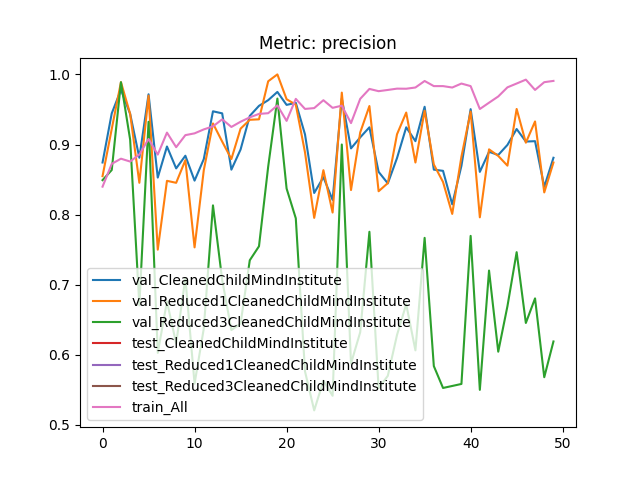 Metric: precision
1.0
0.9
0.8
0.7
0.6
0.5
val_CleanedChildMindInstitute
val_Reduced1CleanedChildMindInstitute
val_Reduced3CleanedChildMindInstitute
test_CleanedChildMindInstitute
test_Reduced1CleanedChildMindInstitute
test_Reduced3CleanedChildMindInstitute
train_All
0 10 20 30 40 50